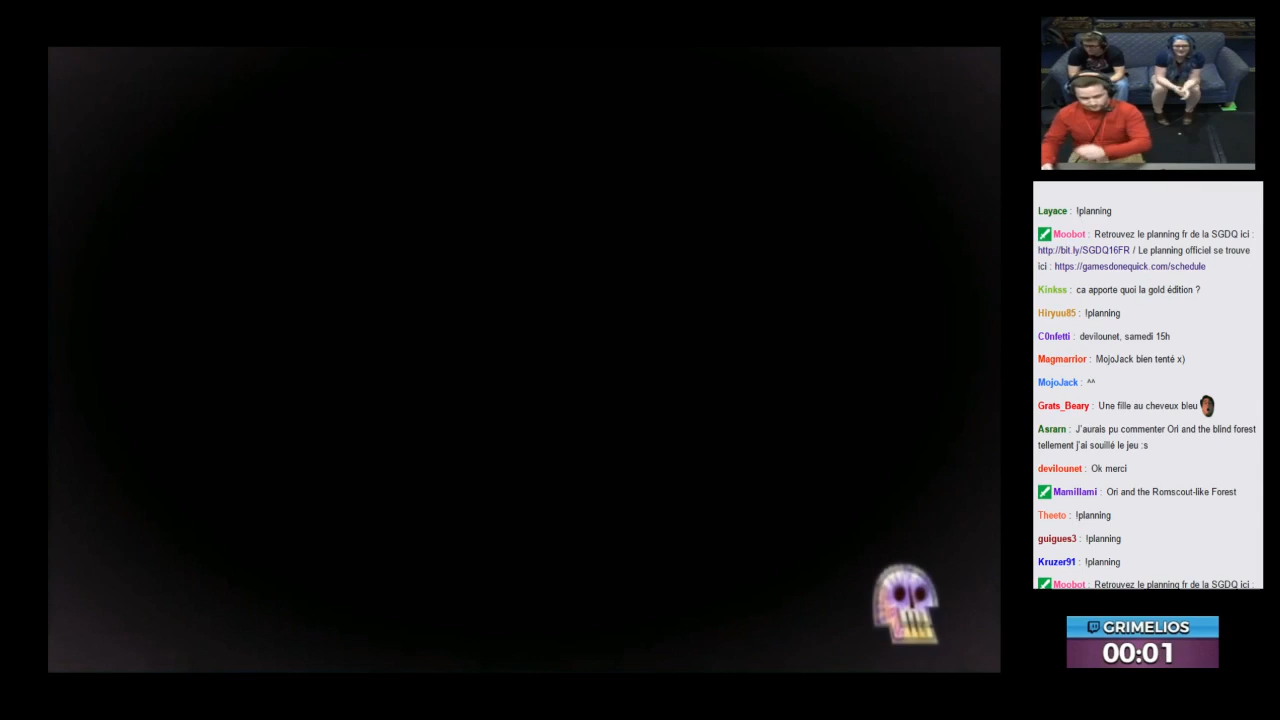 Layace : !planning
Moobot : Retrouvez le planning fr de la SGDQ ici :
http://bit.ly/SGDQ16FR / Le planning officiel se trouve
ici : https://gamesdonequick.com/schedule
Kinkss : ca apporte quoi la gold édition ?
Hiryuu85 : !planning
C0nfetti : devilounet, samedi 15h
Magmarrior : MojoJack bien tenté x)
MojoJack : ^^
Grats_Beary : Une fille au cheveux bleu
Asrarn : J'aurais pu commenter Ori and the blind forest
tellement j'ai souillé le jeu :s
devilounet : Ok merci
Mamillami : Ori and the Romscout-like Forest
Theeto : !planning
guigues3 : !planning
Kruzer91 : !planning
Moobot : Retrouvez le planning fr de la SGDQ ici :
GRIMELIOS
00:01